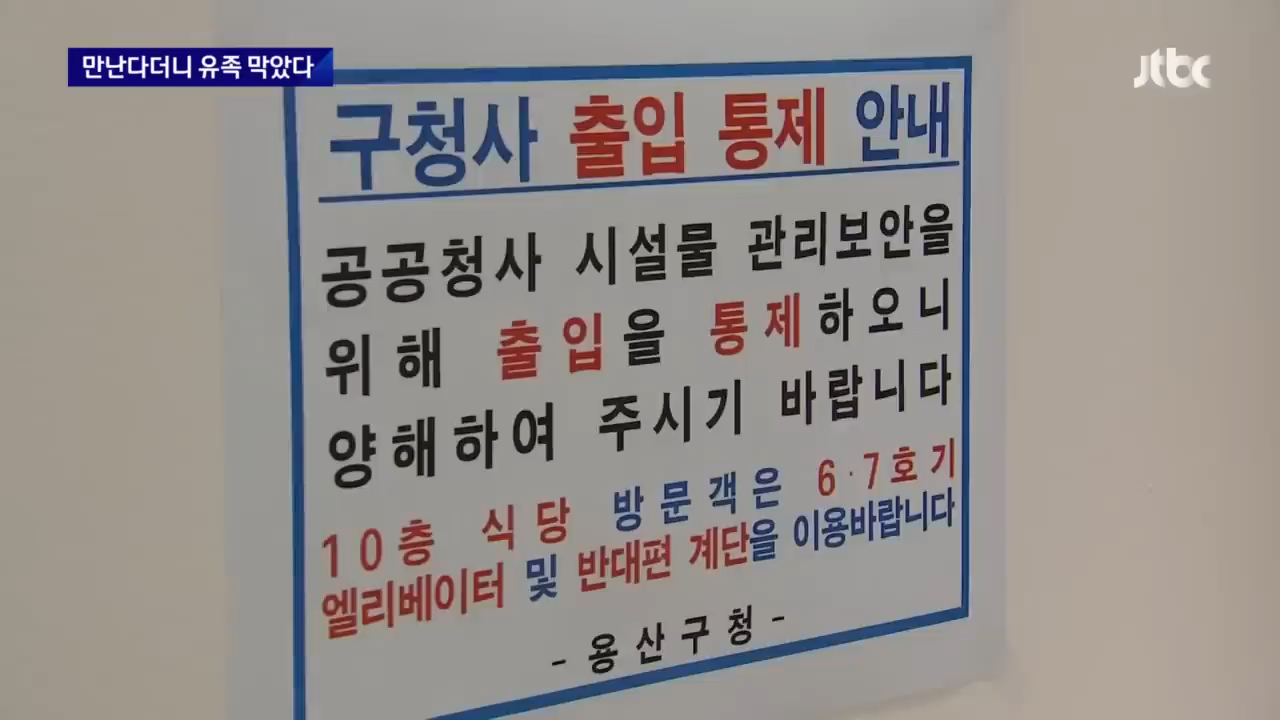 만난다더니 유족 막았다
jtbc
구청사 출입 통제 안내
공공청사 시설물 관리보안을
위해 출입을 통제하오니
양해하여 주시기 바랍니다
10층 식당 방문객은 6·7호기
엘리베이터 및 반대편 계단을 이용바랍니다
- 용산구청 -